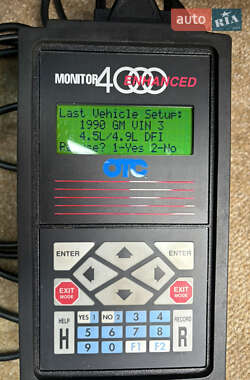 AUTO.RIA.com
MONITOR 4000
ENHANCED
Last Vehicle Setup:
1990 GM VIN 3
4.5L/4.9L DFI
1-Yes 2-No
OTC
ENTER
ENTER
EXIT
MODE
EXIT
MODE
HELP
H
YES 1 NO 2 3 4
5 6 7 8
9 0 F1 F2
RECORD
R